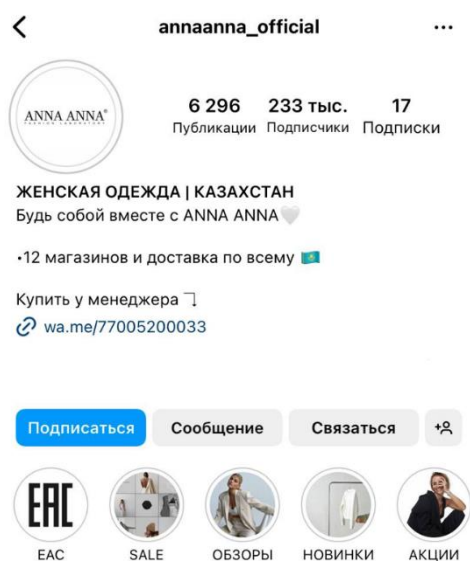 annaanna_official
ANNA ANNA®
FASHION LABORATORY
6 296 233 тыс. 17
Публикации Подписчики Подписки
ЖЕНСКАЯ ОДЕЖДА | КАЗАХСТАН
Будь собой вместе с ANNA ANNA🤍
•12 магазинов и доставка по всему 🇰🇿
Купить у менеджера ⤵
wa.me/77005200033
Подписаться Сообщение Связаться
EAC
EAC SALE ОБЗОРЫ НОВИНКИ АКЦИИ